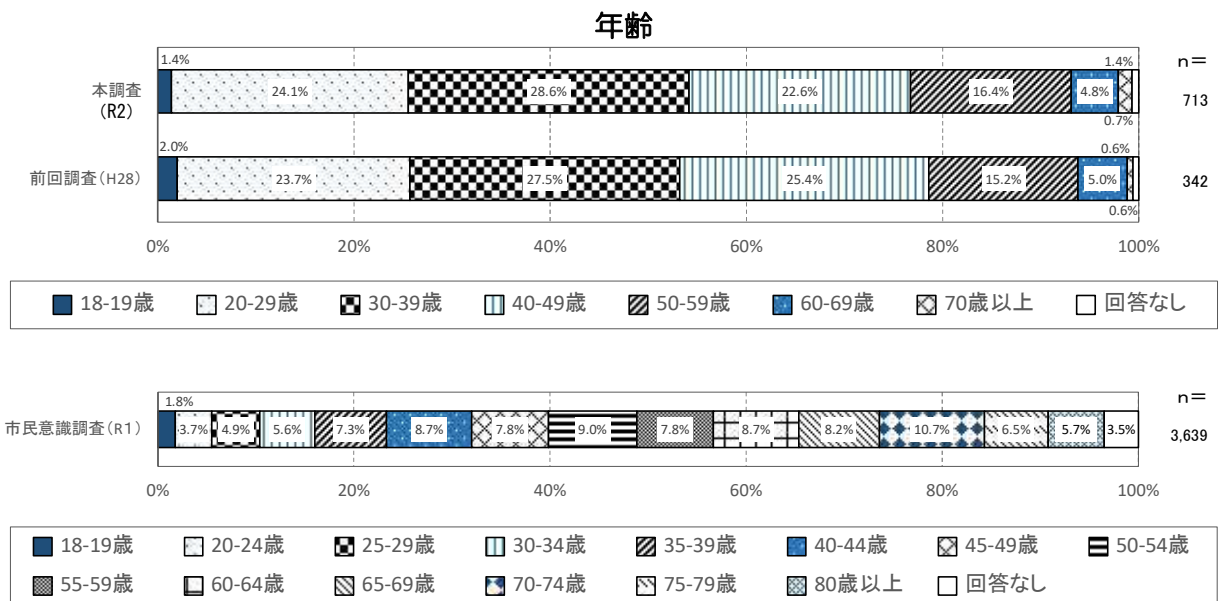 年齢
1.4% 1.4% n＝
本調査 24.1% 28.6% 22.6% 16.4% 4.8% 713
(R2) 0.7%
2.0% 0.6%
前回調査（H28） 23.7% 27.5% 25.4% 15.2% 5.0% 342
0.6%
0% 20% 40% 60% 80% 100%
18-19歳 20-29歳 30-39歳 40-49歳 50-59歳 60-69歳 70歳以上 回答なし
1.8% n＝
市民意識調査（R1） 3.7% 4.9% 5.6% 7.3% 8.7% 7.8% 9.0% 7.8% 8.7% 8.2% 10.7% 6.5% 5.7% 3.5% 3,639
0% 20% 40% 60% 80% 100%
18-19歳 20-24歳 25-29歳 30-34歳 35-39歳 40-44歳 45-49歳 50-54歳
55-59歳 60-64歳 65-69歳 70-74歳 75-79歳 80歳以上 回答なし